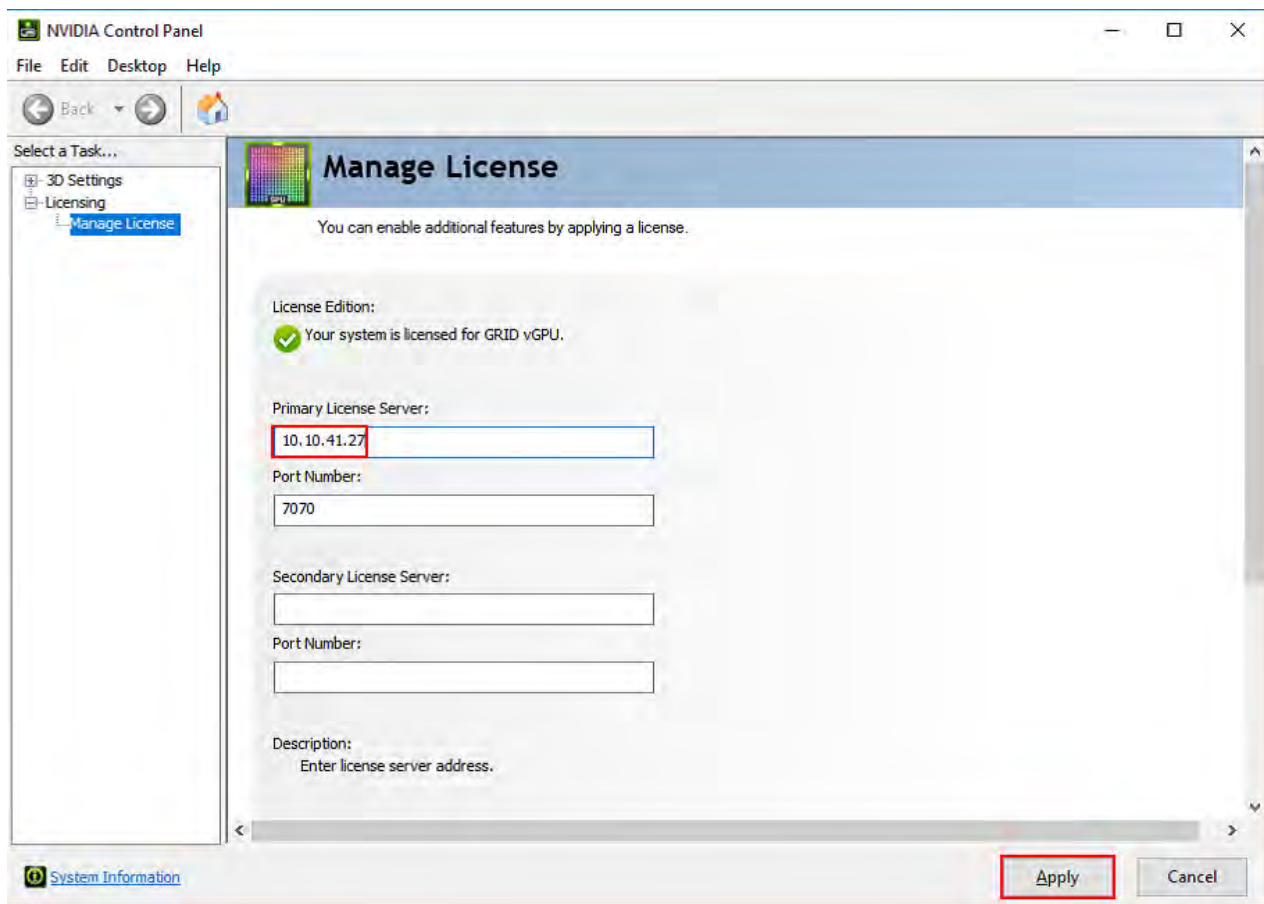 NVIDIA Control Panel
File Edit Desktop Help
Back
Select a Task...
3D Settings
Licensing
Manage License
Manage License
GPU
You can enable additional features by applying a license.
License Edition:
Your system is licensed for GRID vGPU.
Primary License Server:
10.10.41.27
Port Number:
7070
Secondary License Server:
Port Number:
Description:
Enter license server address.
System Information
Apply
Cancel